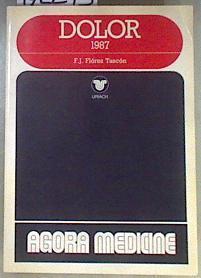 DOLOR
1987
F.J. Flórez Tascón
URIACH
AGORA MEDICINE